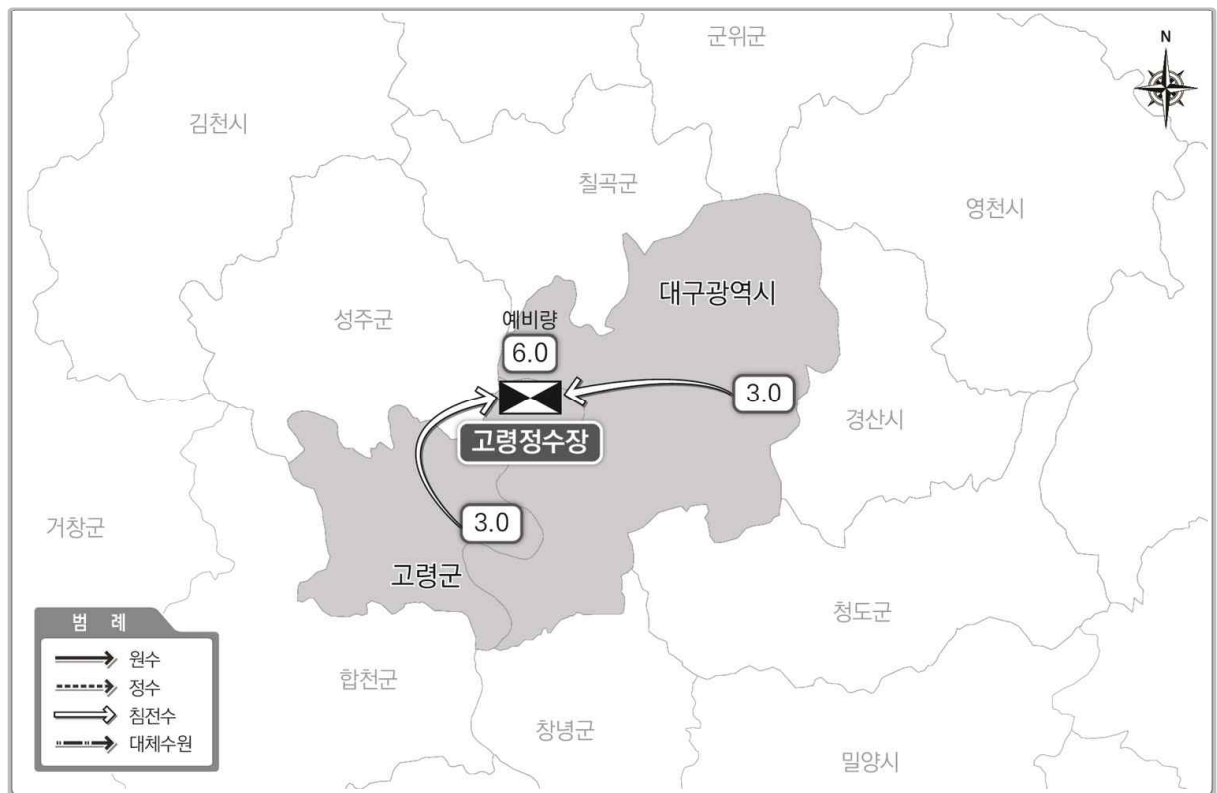 군위군
N
김천시
칠곡군
영천시
대구광역시
성주군
예비량
6.0
3.0
경산시
고령정수장
거창군
3.0
고령군
청도군
범 례
원수
정수
침전수
대체수원
합천군
창녕군
밀양시